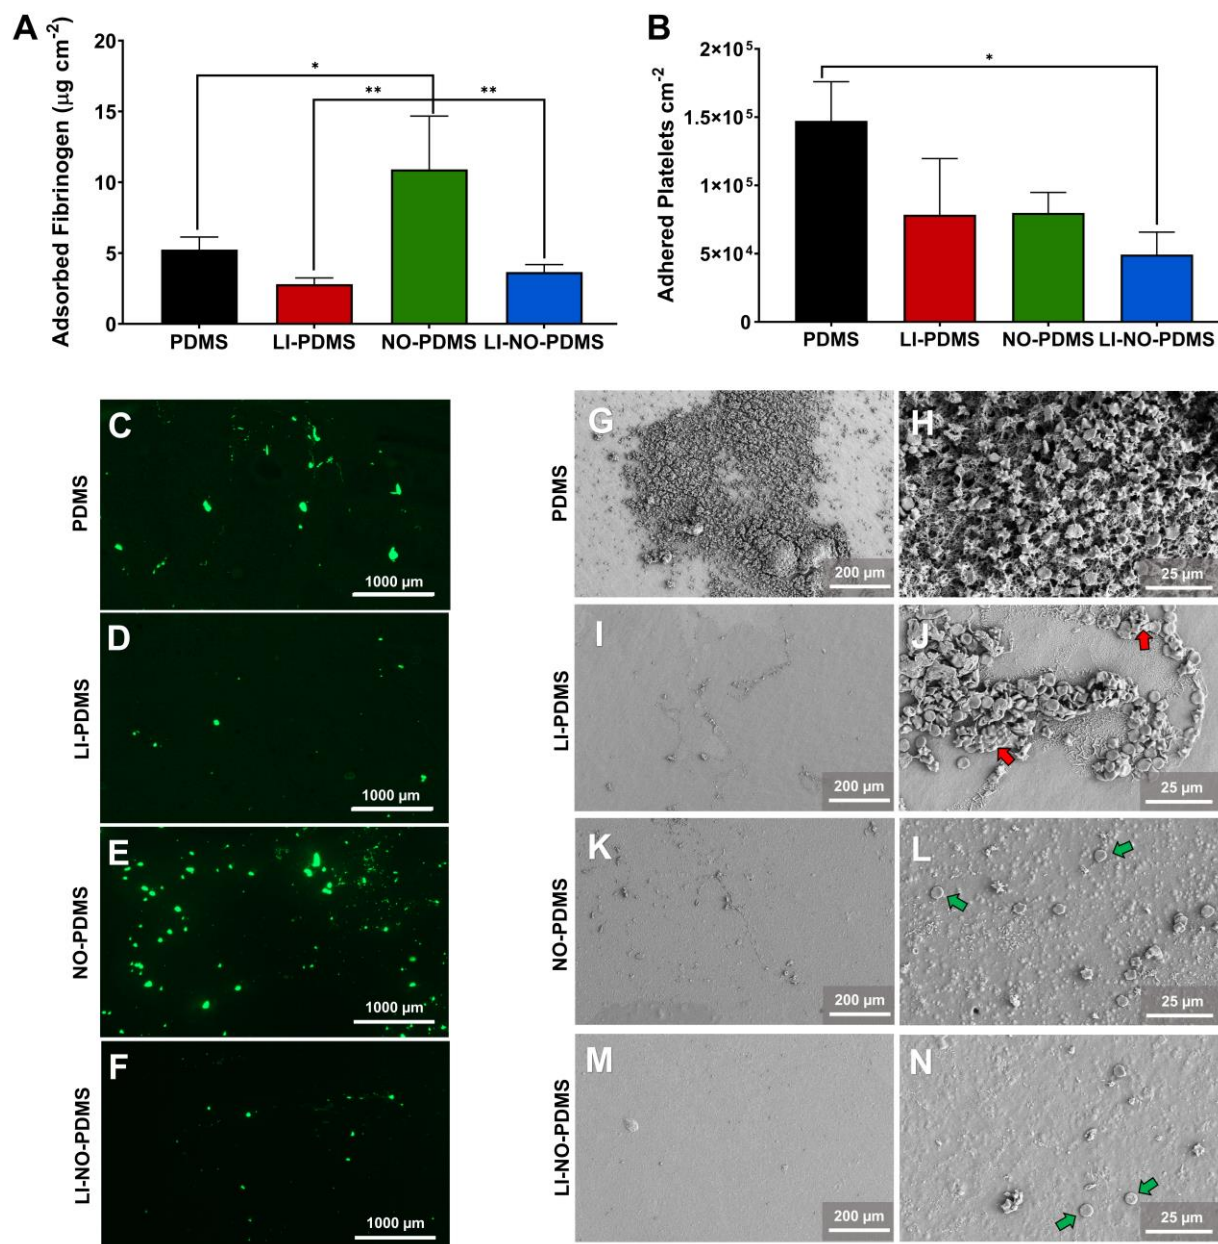 A
Adsorbed Fibrinogen (µg cm⁻²)
20
15
10
5
0
*
**
**
PDMS
LI-PDMS
NO-PDMS
LI-NO-PDMS
B
Adhered Platelets cm⁻²
2×10⁵
1.5×10⁵
1×10⁵
5×10⁴
0
*
PDMS
LI-PDMS
NO-PDMS
LI-NO-PDMS
PDMS
C
1000 µm
LI-PDMS
D
1000 µm
NO-PDMS
E
1000 µm
LI-NO-PDMS
F
1000 µm
PDMS
G
200 µm
H
25 µm
LI-PDMS
I
200 µm
J
25 µm
NO-PDMS
K
200 µm
L
25 µm
LI-NO-PDMS
M
200 µm
N
25 µm